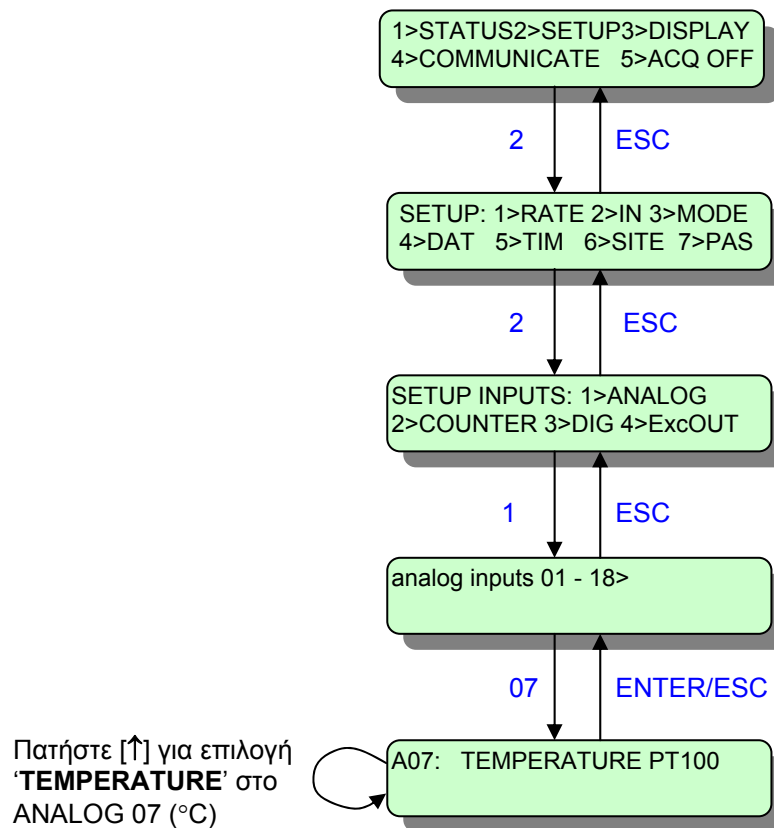 1>STATUS2>SETUP3>DISPLAY
4>COMMUNICATE 5>ACQ OFF
2 ESC
SETUP: 1>RATE 2>IN 3>MODE
4>DAT 5>TIM 6>SITE 7>PAS
2 ESC
SETUP INPUTS: 1>ANALOG
2>COUNTER 3>DIG 4>ExcOUT
1 ESC
analog inputs 01 - 18>
07 ENTER/ESC
Πατήστε [↑] για επιλογή
‘TEMPERATURE’ στο
ANALOG 07 (°C)
A07: TEMPERATURE PT100